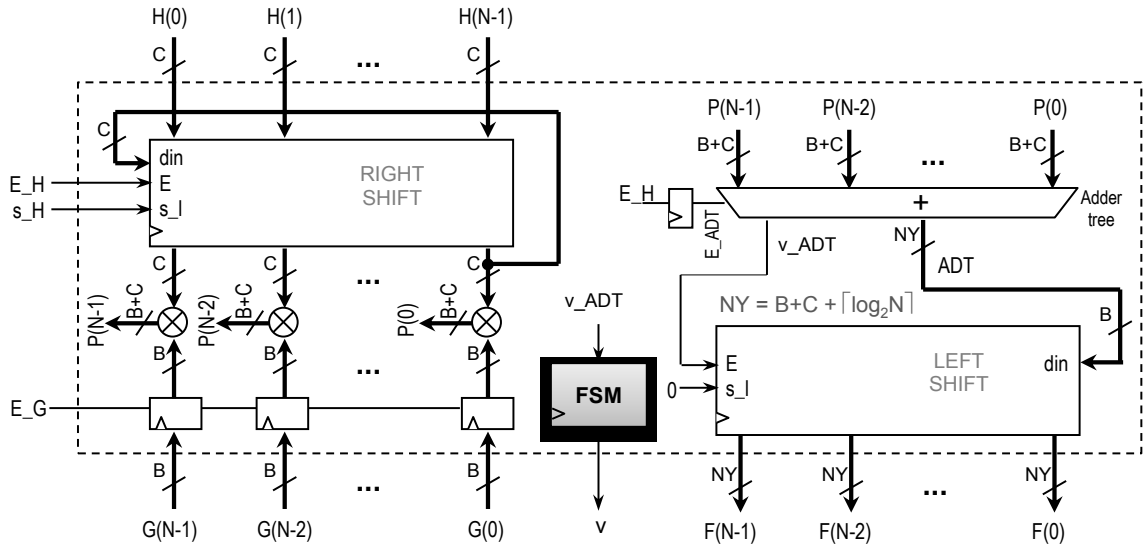 H(0) H(1) H(N-1)
C C ... C
P(N-1) P(N-2) P(0)
C
B+C B+C ... B+C
din
E_H E RIGHT
SHIFT
s_H s_l
E_H + Adder
tree
E_ADT v_ADT NY ADT
C C ... C
P(N-1) B+C P(N-2) B+C P(0) B+C
v_ADT NY = B+C + ⌈log₂N⌉
B B ... B B
E LEFT
SHIFT din
0 s_l
FSM
E_G
B B ... B
NY NY ... NY
G(N-1) G(N-2) G(0) v F(N-1) F(N-2) F(0)